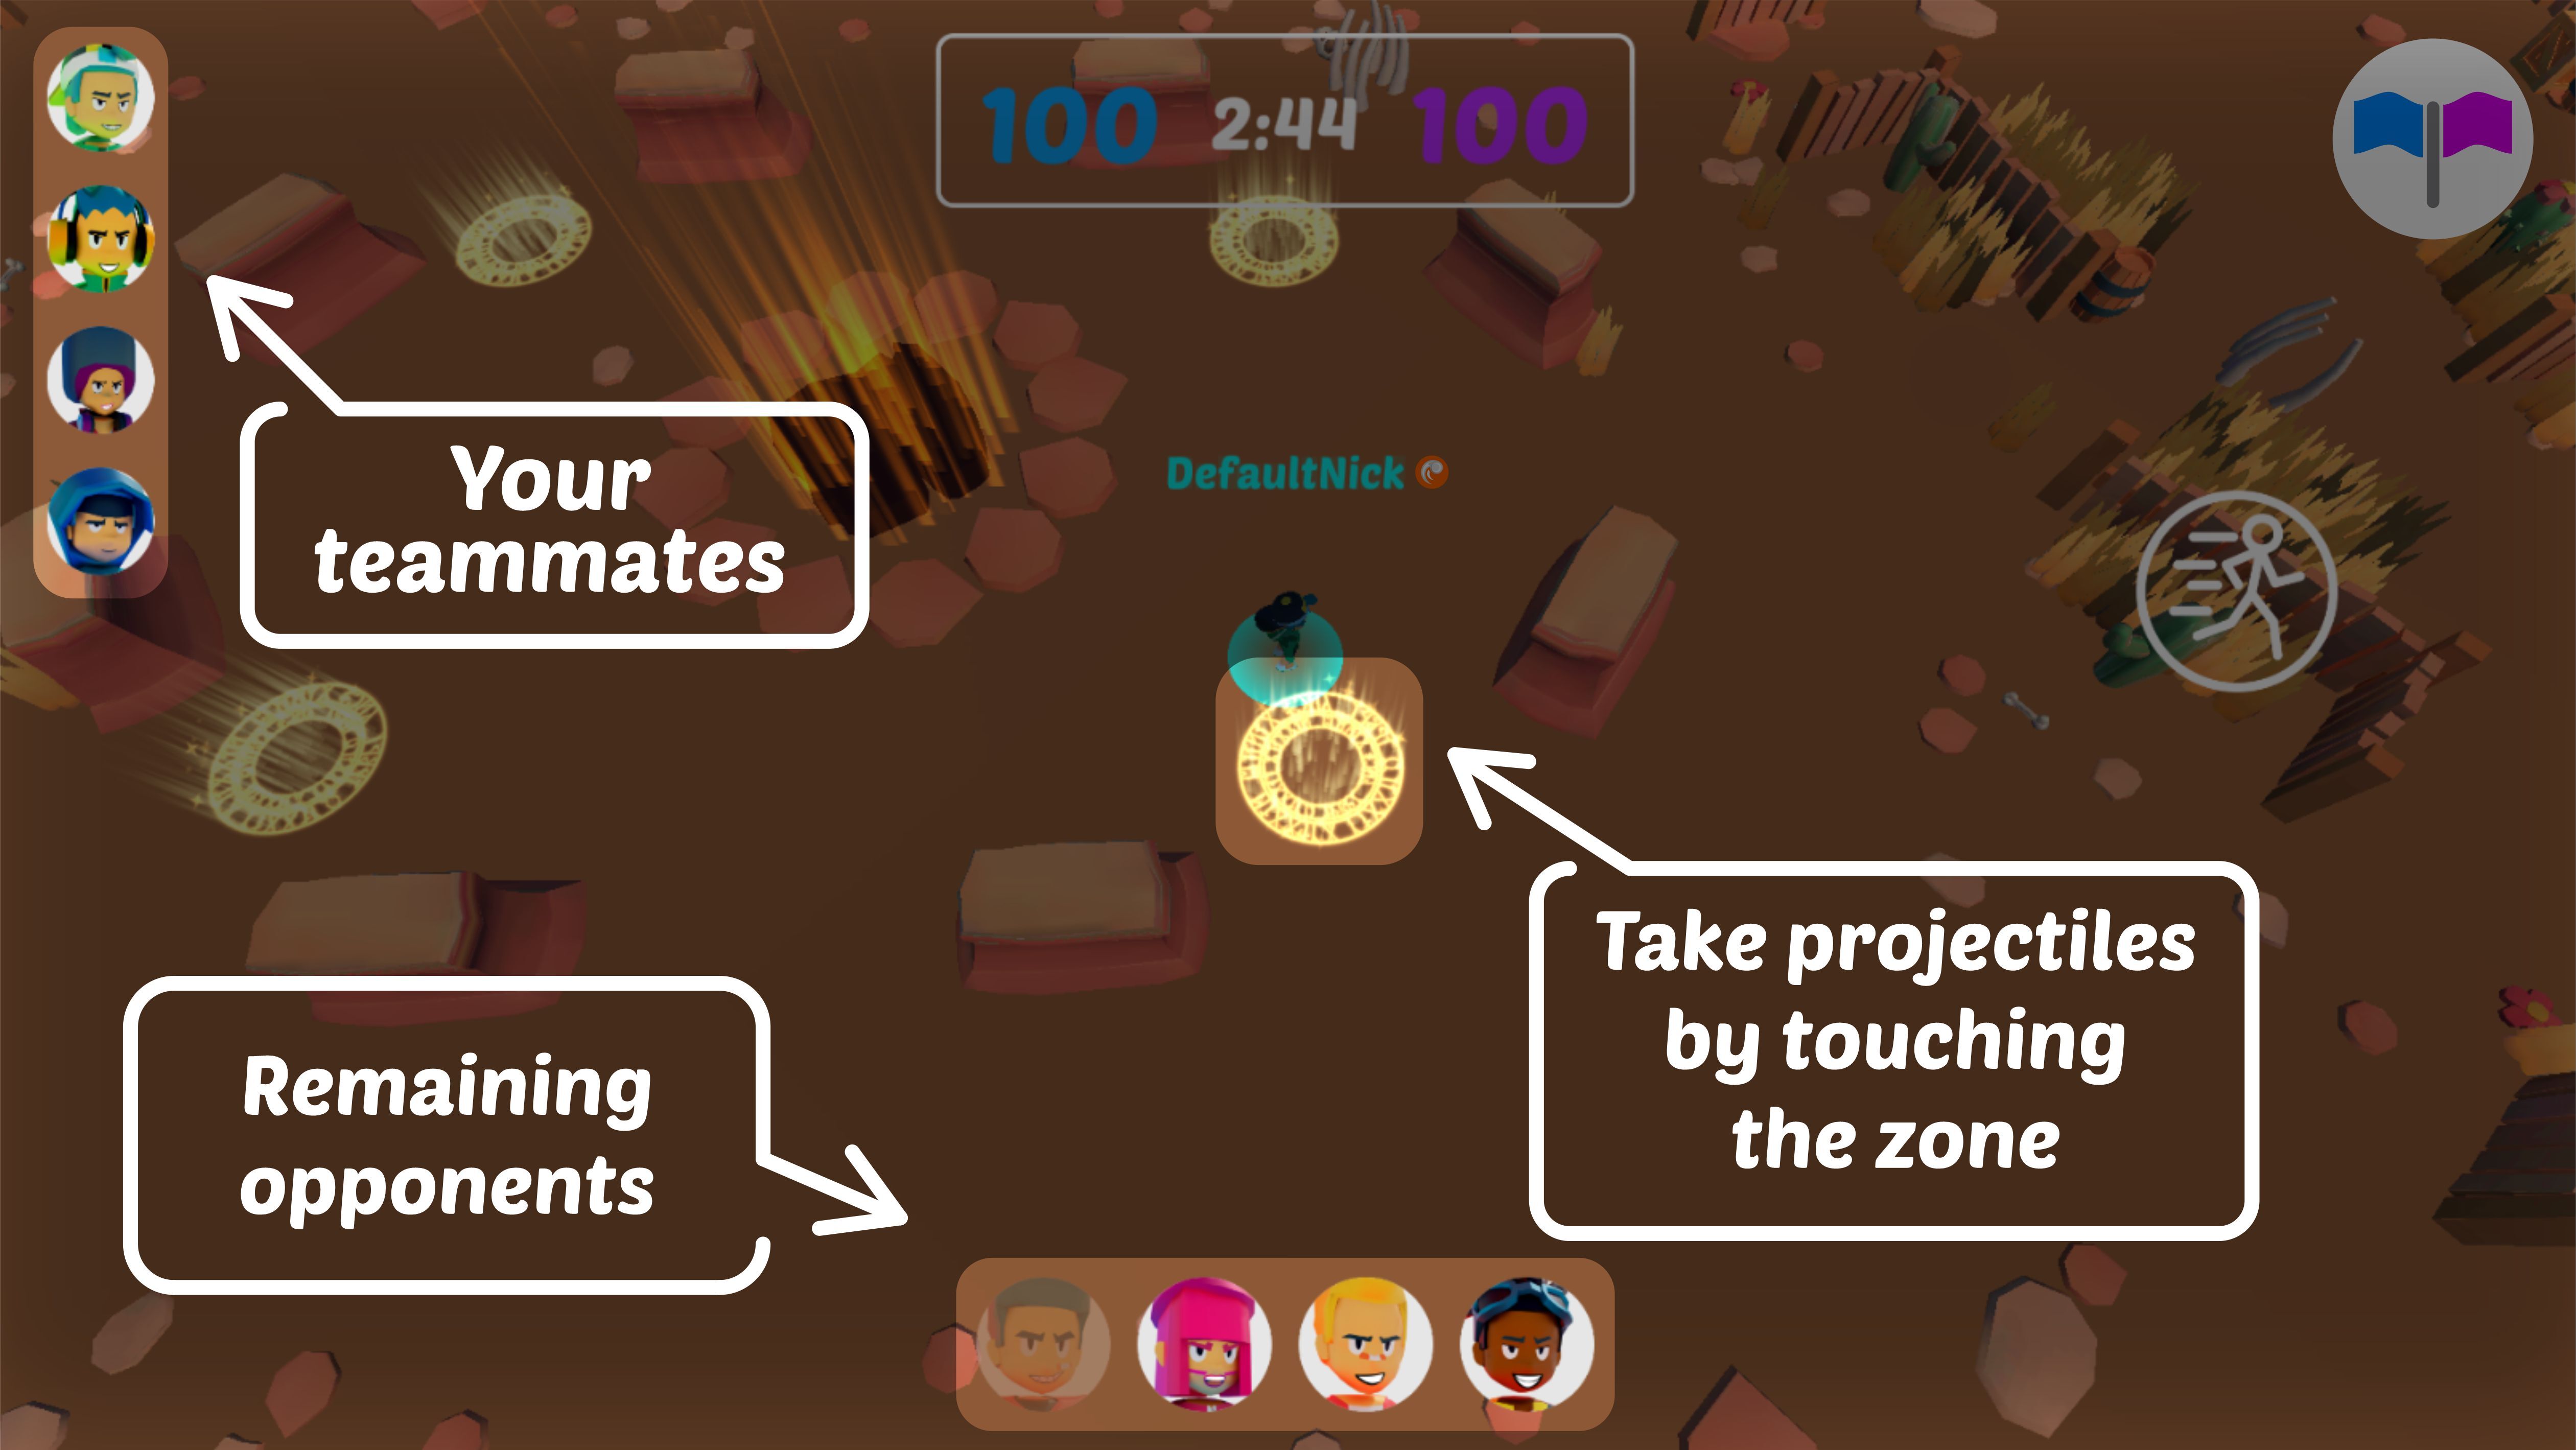 100 2:44 100
Your
teammates
DefaultNick
Take projectiles
by touching
the zone
Remaining
opponents